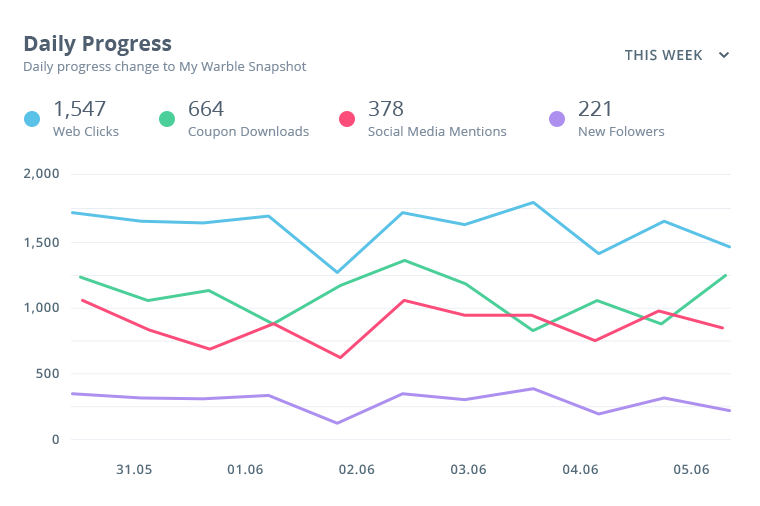 Daily Progress
Daily progress change to My Warble Snapshot
THIS WEEK
1,547
Web Clicks
664
Coupon Downloads
378
Social Media Mentions
221
New Folowers
2,000
1,500
1,000
500
0
31.05 01.06 02.06 03.06 04.06 05.06